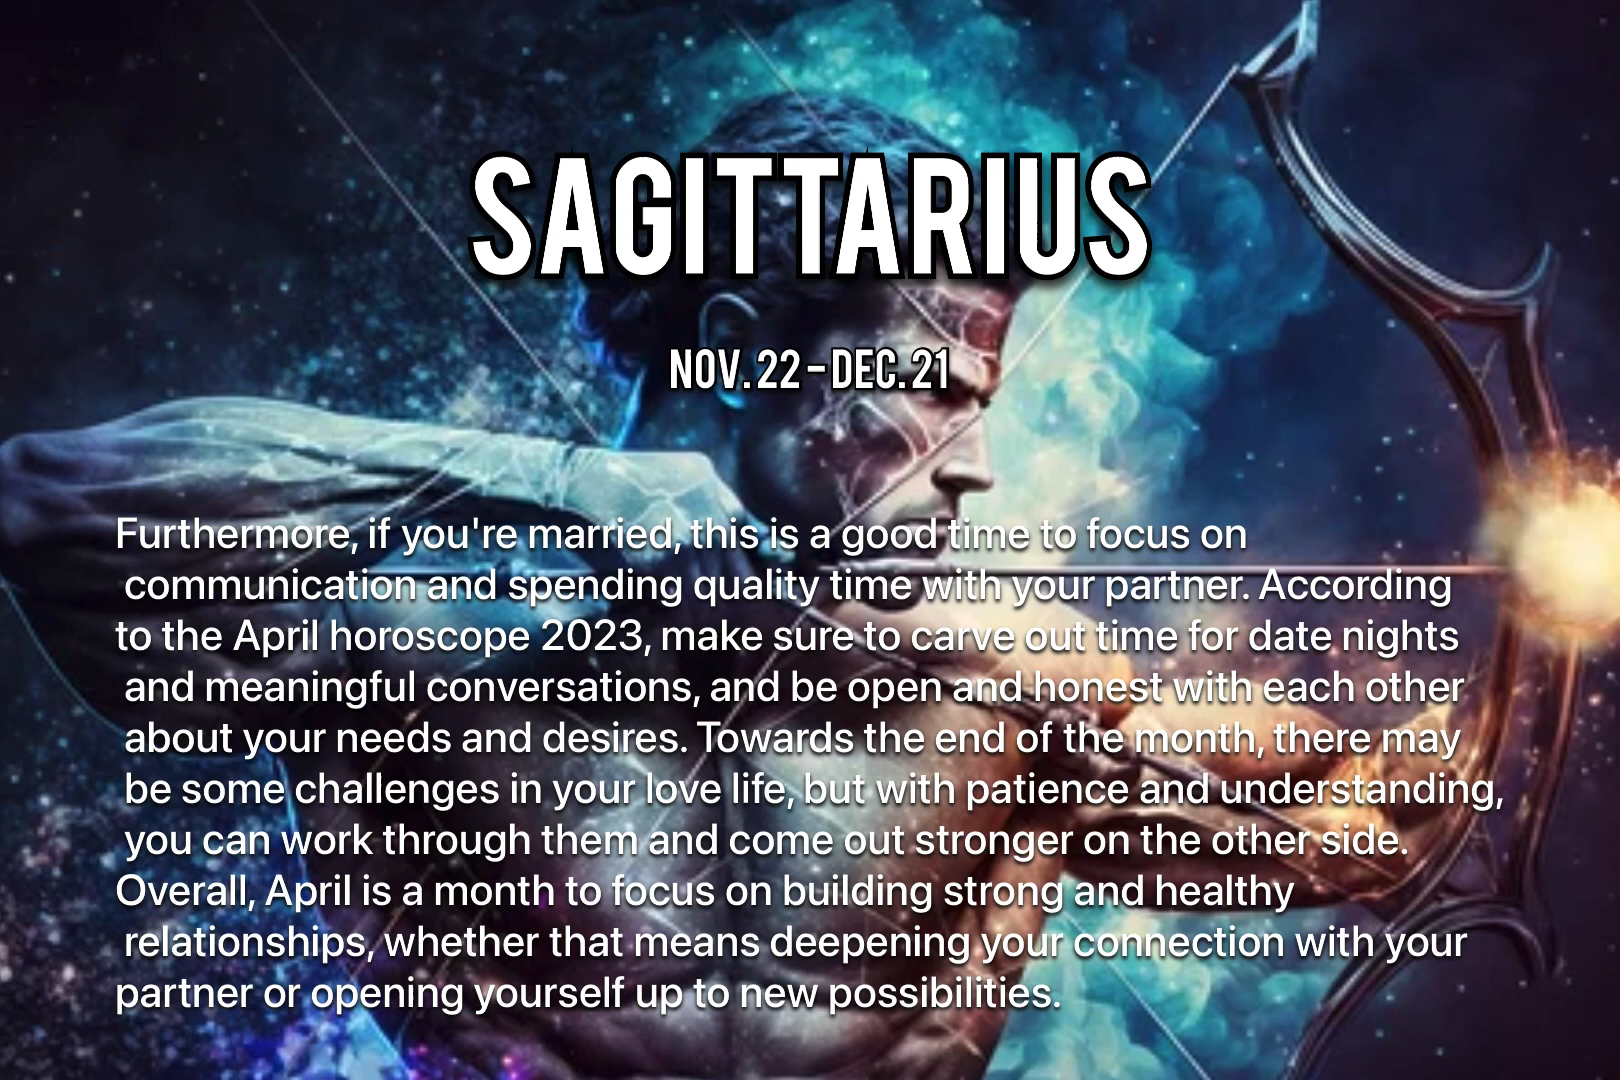 SAGITTARIUS
NOV. 22 – DEC. 21
Furthermore, if you're married, this is a good time to focus on
communication and spending quality time with your partner. According
to the April horoscope 2023, make sure to carve out time for date nights
and meaningful conversations, and be open and honest with each other
about your needs and desires. Towards the end of the month, there may
be some challenges in your love life, but with patience and understanding,
you can work through them and come out stronger on the other side.
Overall, April is a month to focus on building strong and healthy
relationships, whether that means deepening your connection with your
partner or opening yourself up to new possibilities.